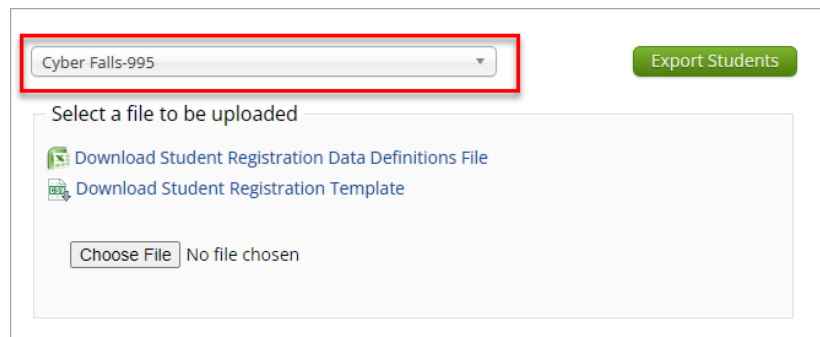 Cyber Falls-995
Export Students
Select a file to be uploaded
Download Student Registration Data Definitions File
Download Student Registration Template
Choose File No file chosen